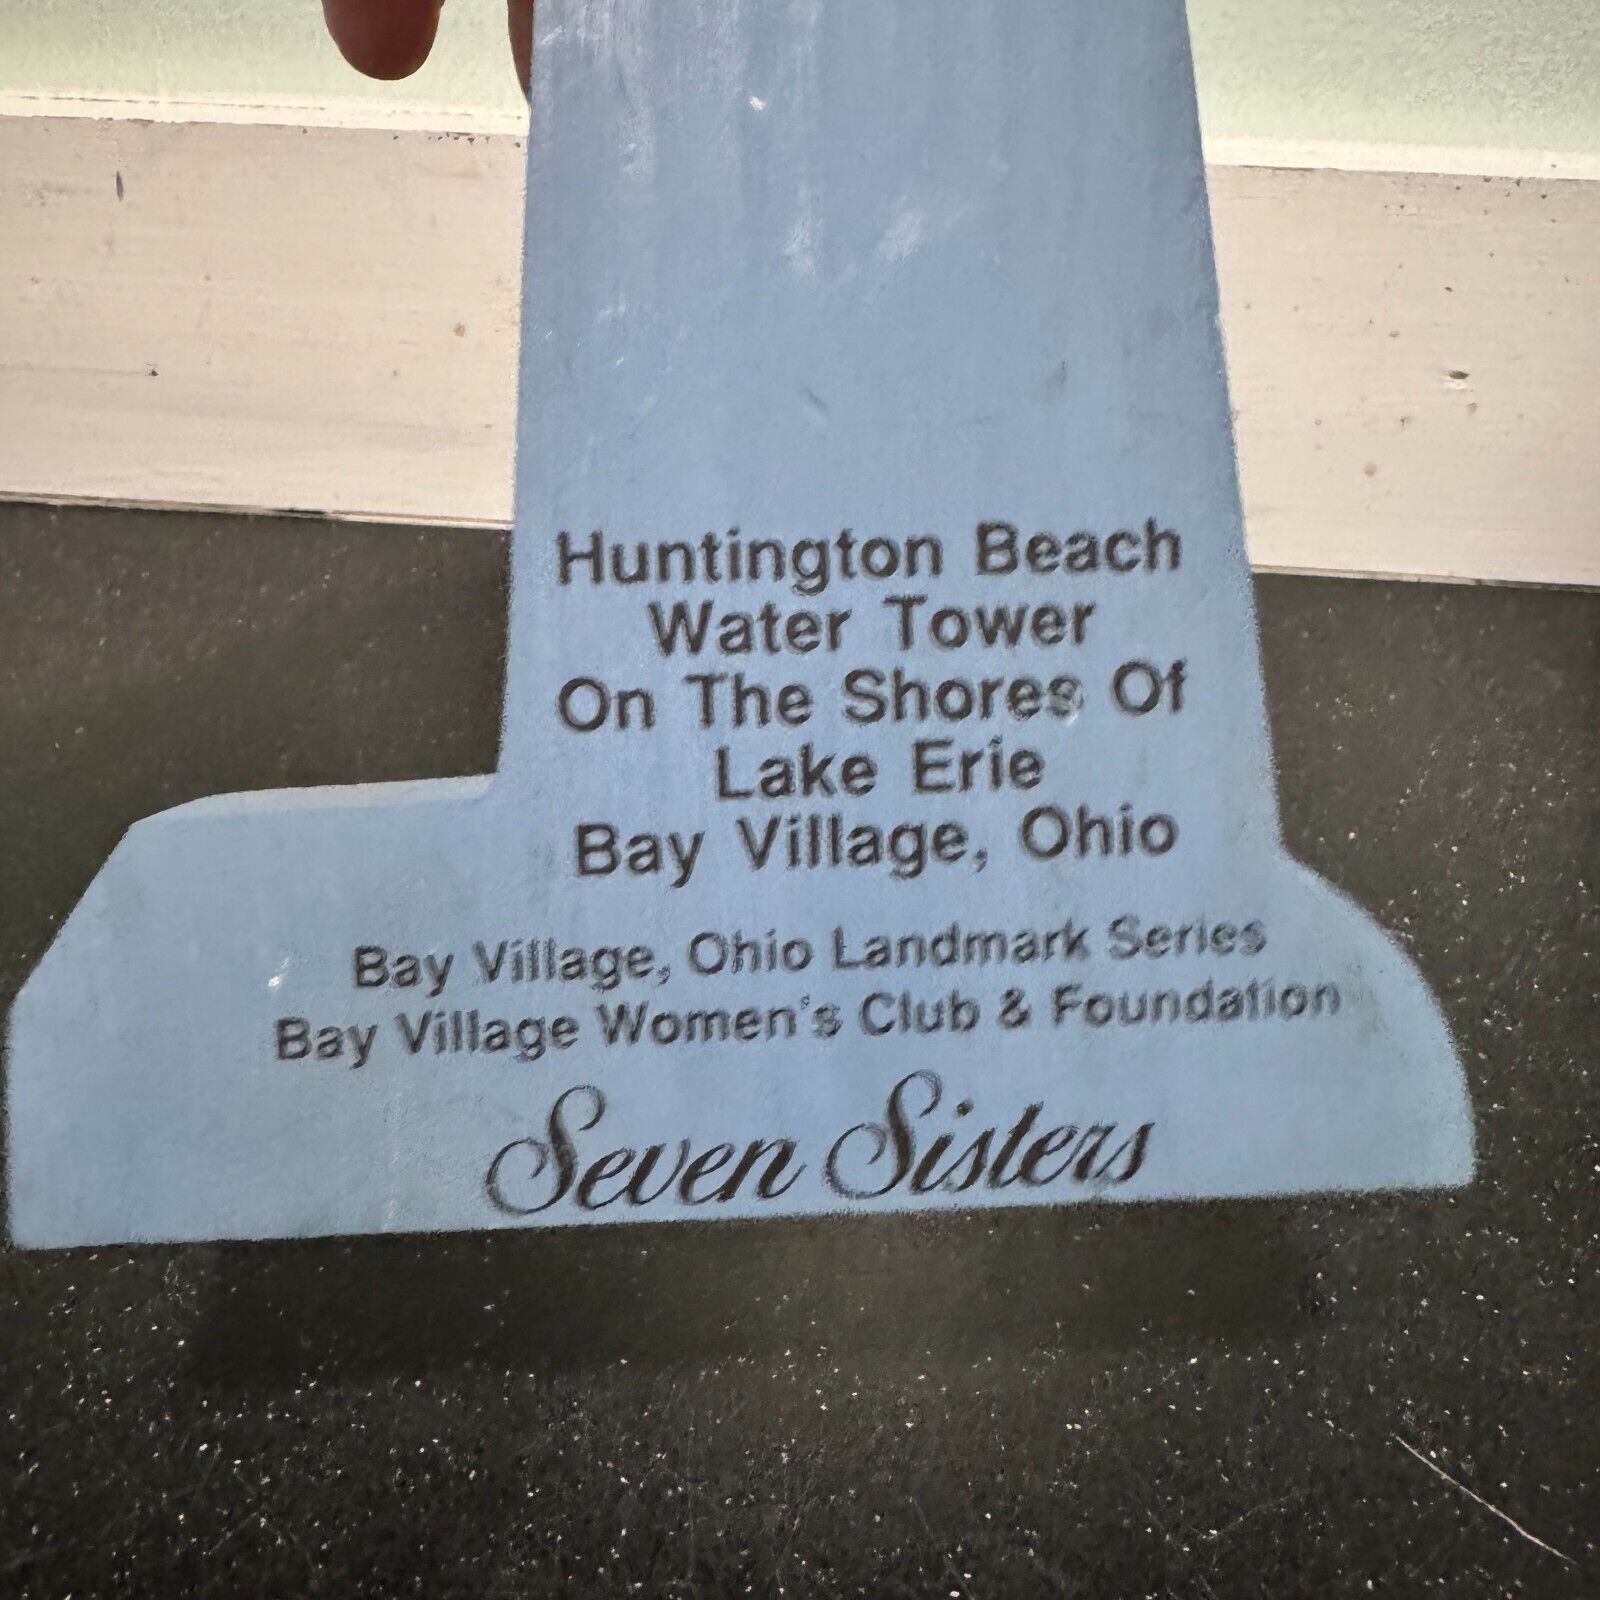 Huntington Beach
Water Tower
On The Shores Of
Lake Erie
Bay Village, Ohio
Bay Village, Ohio Landmark Series
Bay Village Women's Club & Foundation
Seven Sisters